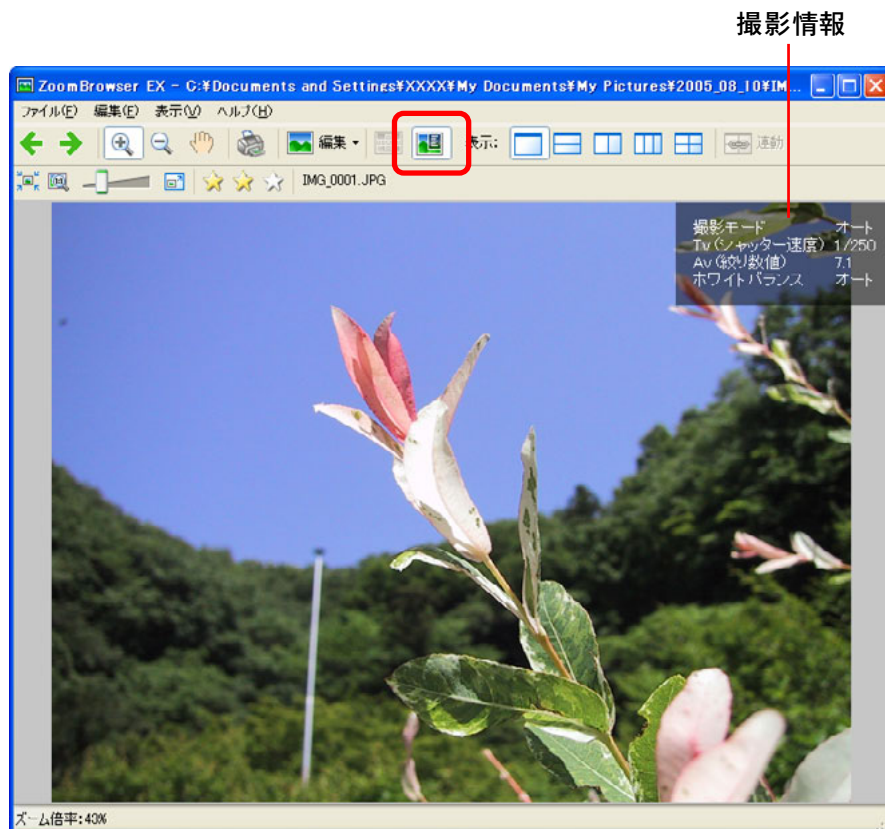 撮影情報
ZoomBrowser EX - C:¥Documents and Settings¥XXXX¥My Documents¥My Pictures¥2005_08_10¥IM...
ファイル(F) 編集(E) 表示(V) ヘルプ(H)
編集 表示: 連動
IMG_0001.JPG
撮影モード オート
Tv(シャッター速度) 1/250
Av(絞り数値) 7.1
ホワイトバランス オート
ズーム倍率:43%